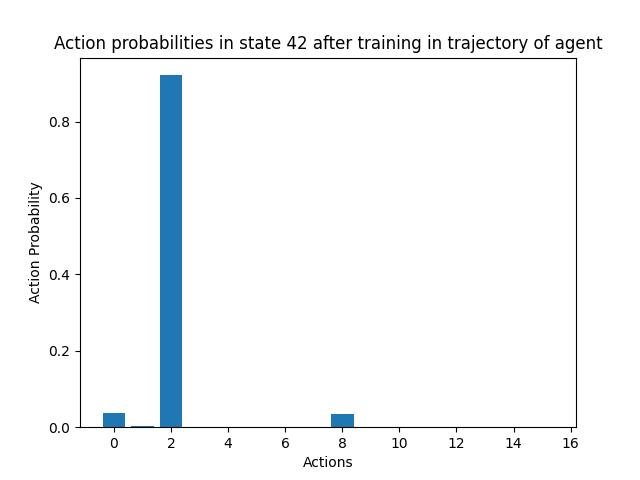 Action probabilities in state 42 after training in trajectory of agent
0.8
0.6
0.4
0.2
0.0
Action Probability
0 2 4 6 8 10 12 14 16
Actions